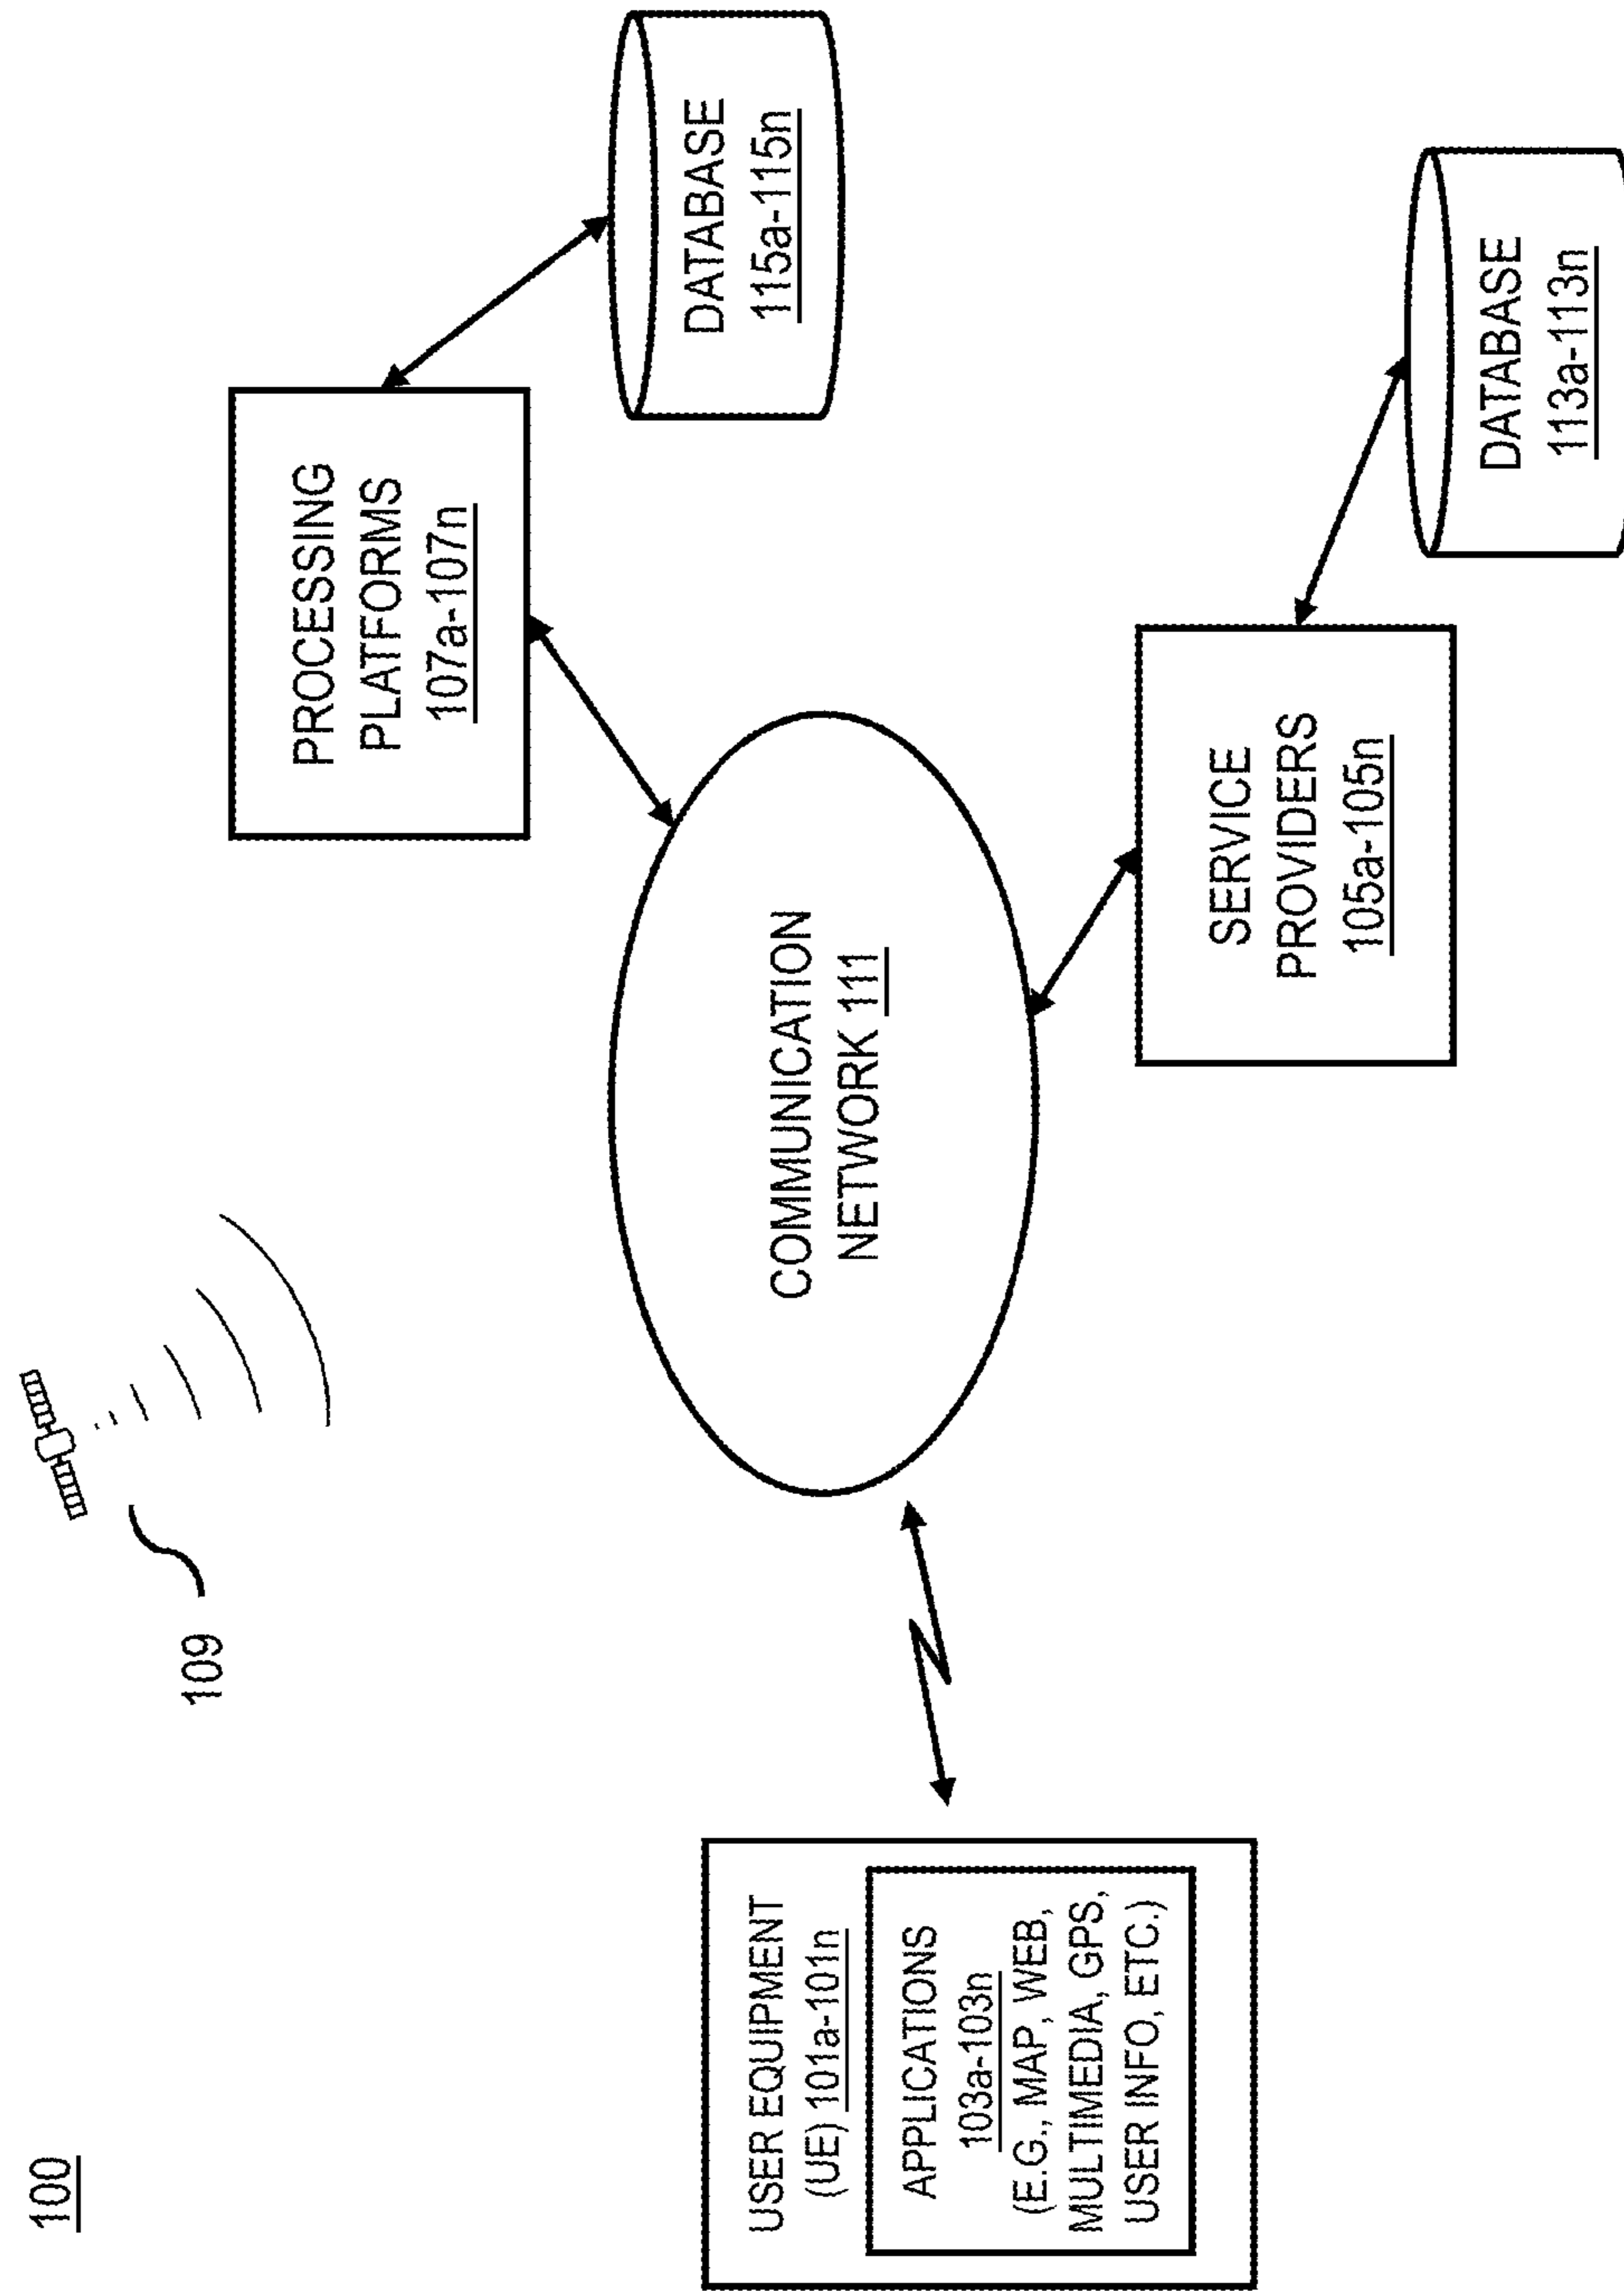 100
109
USER EQUIPMENT
(UE) 101a-101n
APPLICATIONS
103a-103n
(E.G., MAP, WEB,
MULTIMEDIA, GPS,
USER INFO, ETC.)
COMMUNICATION
NETWORK 111
PROCESSING
PLATFORMS
107a-107n
DATABASE
115a-115n
SERVICE
PROVIDERS
105a-105n
DATABASE
113a-113n